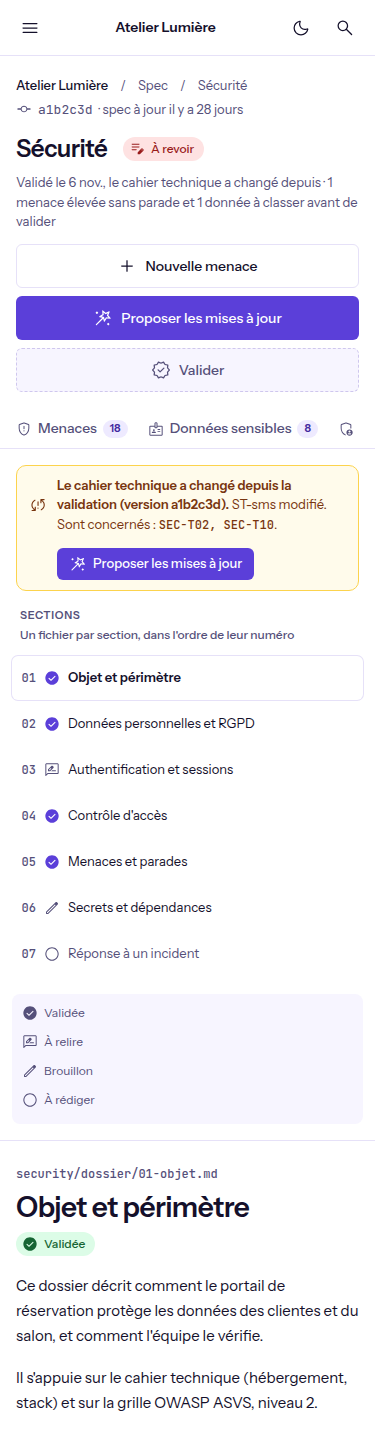 Atelier Lumière
Atelier Lumière / Spec / Sécurité
a1b2c3d · spec à jour il y a 28 jours
Sécurité À revoir
Validé le 6 nov., le cahier technique a changé depuis · 1
menace élevée sans parade et 1 donnée à classer avant de
valider
Nouvelle menace
Proposer les mises à jour
Valider
Menaces 18 Données sensibles 8
Le cahier technique a changé depuis la
validation (version a1b2c3d). ST-sms modifié.
Sont concernés : SEC-T02, SEC-T10.
Proposer les mises à jour
SECTIONS
Un fichier par section, dans l'ordre de leur numéro
01 Objet et périmètre
02 Données personnelles et RGPD
03 Authentification et sessions
04 Contrôle d'accès
05 Menaces et parades
06 Secrets et dépendances
07 Réponse à un incident
Validée
À relire
Brouillon
À rédiger
security/dossier/01-objet.md
Objet et périmètre
Validée
Ce dossier décrit comment le portail de
réservation protège les données des clientes et du
salon, et comment l'équipe le vérifie.
Il s'appuie sur le cahier technique (hébergement,
stack) et sur la grille OWASP ASVS, niveau 2.